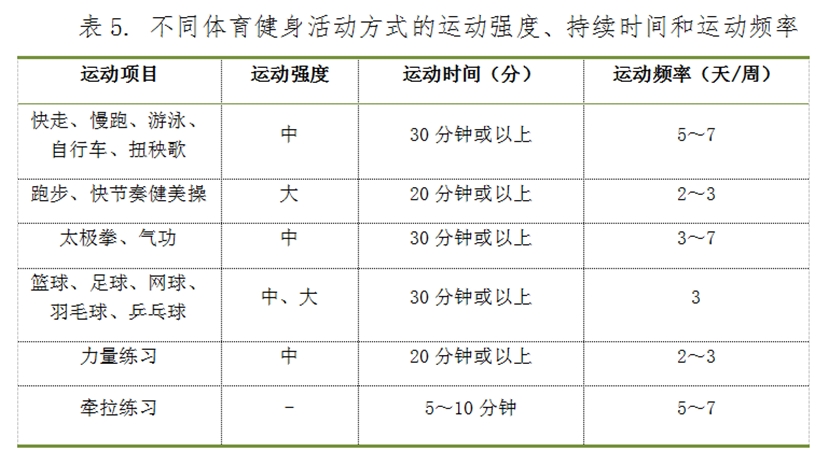 表 5. 不同体育健身活动方式的运动强度、持续时间和运动频率
运动项目 运动强度 运动时间（分） 运动频率（天/周）
快走、慢跑、游泳、
自行车、扭秧歌 中 30 分钟或以上 5～7
跑步、快节奏健美操 大 20 分钟或以上 2～3
太极拳、气功 中 30 分钟或以上 3～7
篮球、足球、网球、
羽毛球、乒乓球 中、大 30 分钟或以上 3
力量练习 中 20 分钟或以上 2～3
牵拉练习 - 5～10 分钟 5～7